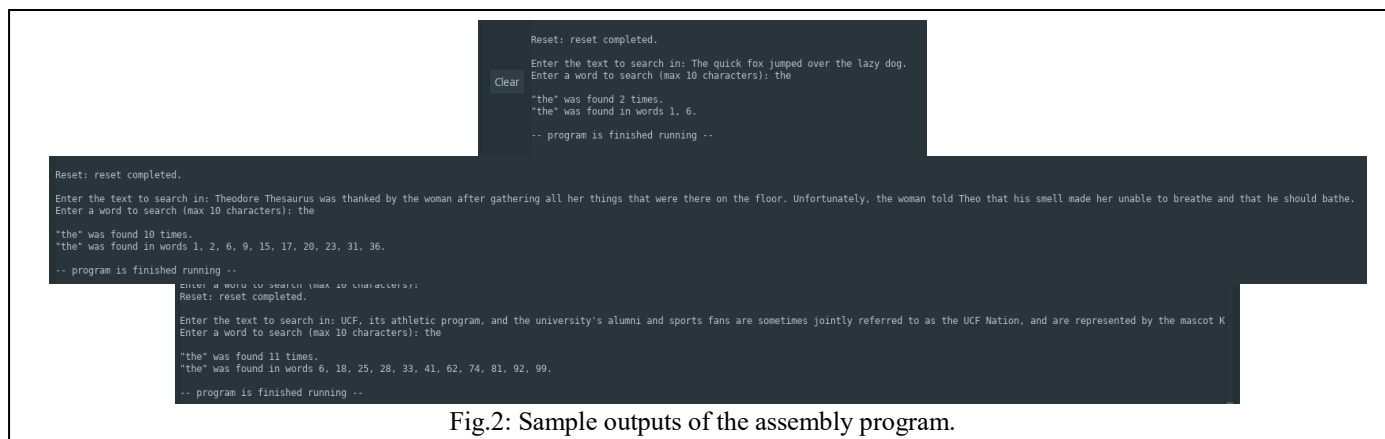 Reset: reset completed.
Enter the text to search in: The quick fox jumped over the lazy dog.
Clear
Enter a word to search (max 10 characters): the
"the" was found 2 times.
"the" was found in words 1, 6.
-- program is finished running --
Reset: reset completed.
Enter the text to search in: Theodore Thesaurus was thanked by the woman after gathering all her things that were there on the floor. Unfortunately, the woman told Theo that his smell made her unable to breathe and that he should bathe.
Enter a word to search (max 10 characters): the
"the" was found 10 times.
"the" was found in words 1, 2, 6, 9, 15, 17, 20, 23, 31, 36.
-- program is finished running --
Enter a word to search (max 10 characters):
Reset: reset completed.
Enter the text to search in: UCF, its athletic program, and the university's alumni and sports fans are sometimes jointly referred to as the UCF Nation, and are represented by the mascot K
Enter a word to search (max 10 characters): the
"the" was found 11 times.
"the" was found in words 6, 18, 25, 28, 33, 41, 62, 74, 81, 92, 99.
-- program is finished running --
Fig.2: Sample outputs of the assembly program.